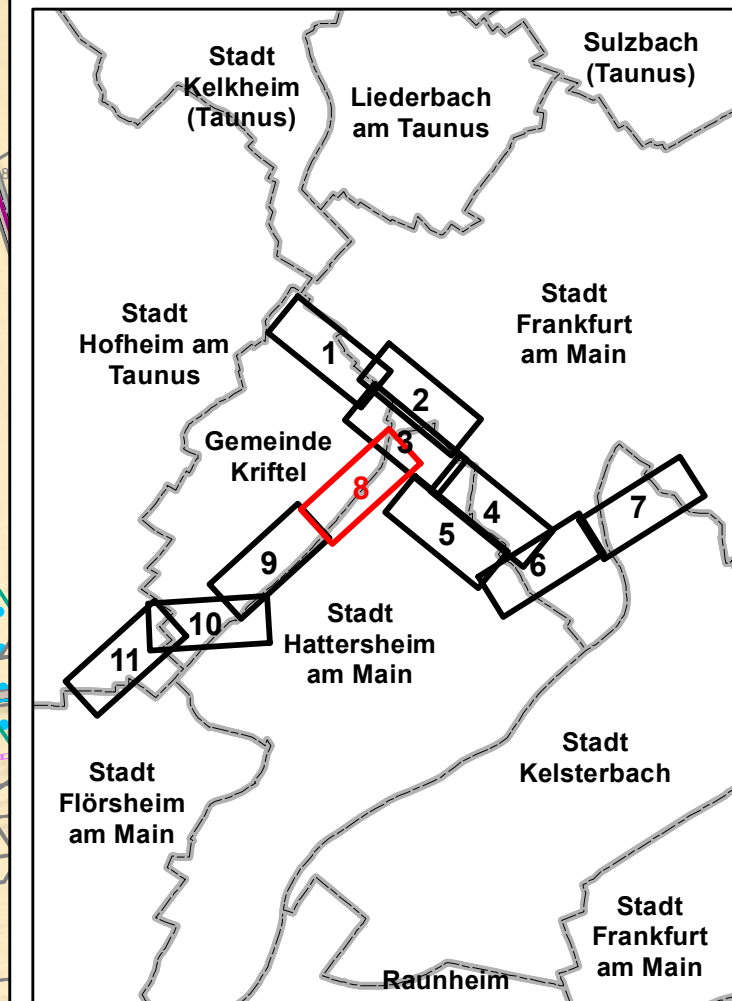 Stadt
Kelkheim
(Taunus)
Liederbach
am Taunus
Sulzbach
(Taunus)
Stadt
Hofheim am
Taunus
Stadt
Frankfurt
am Main
1
2
3
Gemeinde
Kriftel
8
4
5
6
7
9
10
11
Stadt
Hattersheim
am Main
Stadt
Kelsterbach
Stadt
Flörsheim
am Main
Stadt
Frankfurt
am Main
Raunheim